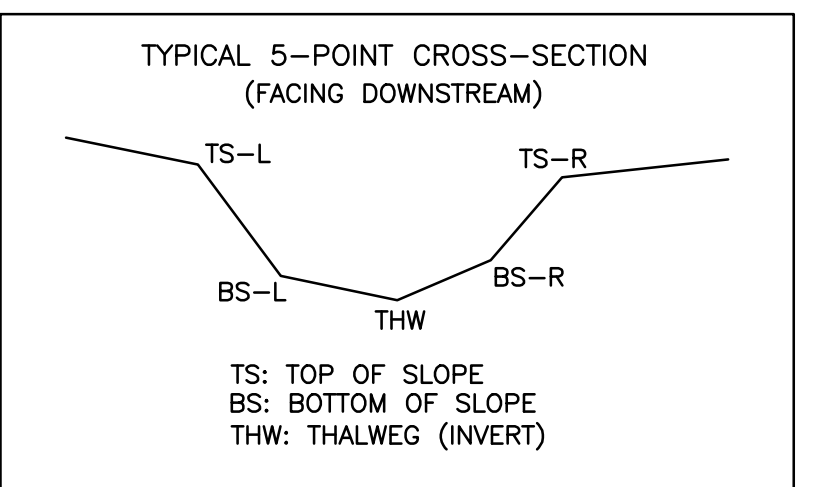 TYPICAL 5-POINT CROSS-SECTION
(FACING DOWNSTREAM)
TS-L
TS-R
BS-L
BS-R
THW
TS: TOP OF SLOPE
BS: BOTTOM OF SLOPE
THW: THALWEG (INVERT)